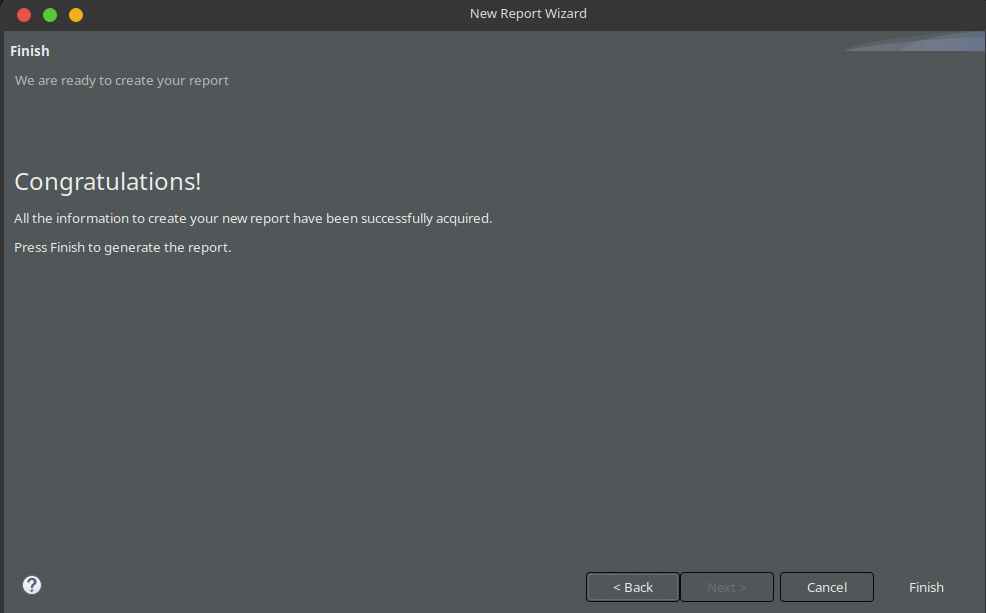 New Report Wizard
Finish
We are ready to create your report
Congratulations!
All the information to create your new report have been successfully acquired.
Press Finish to generate the report.
?
< Back
Next >
Cancel
Finish